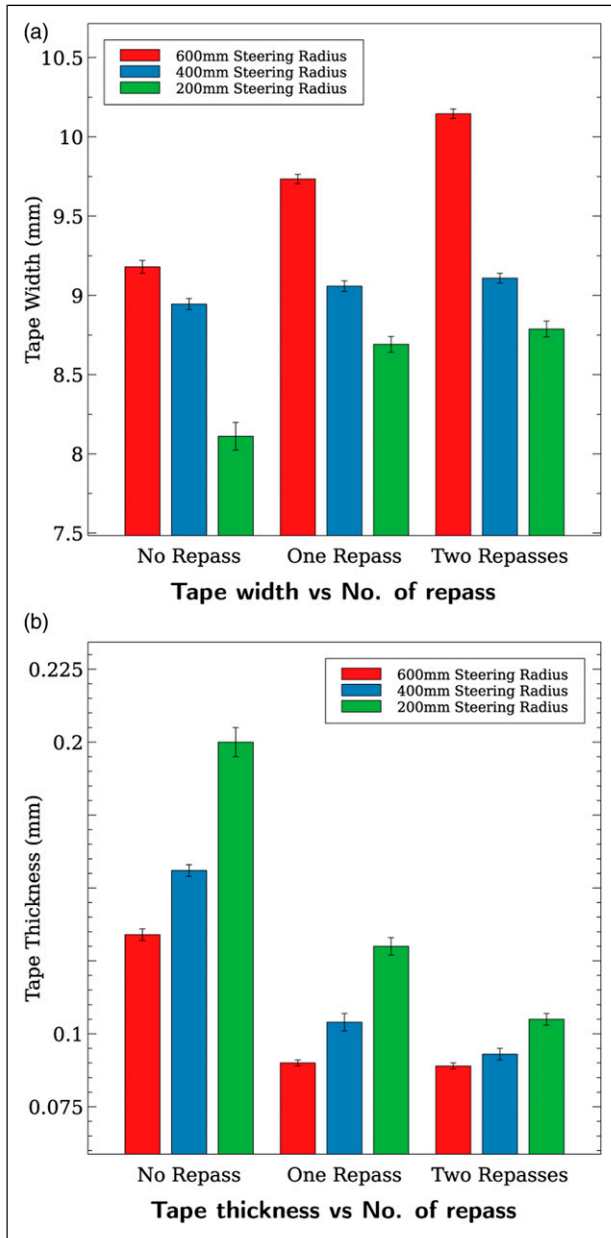 (a)
600mm Steering Radius
400mm Steering Radius
200mm Steering Radius
10.5
10
9.5
9
8.5
8
7.5
Tape Width (mm)
No Repass One Repass Two Repasses
Tape width vs No. of repass
(b)
600mm Steering Radius
400mm Steering Radius
200mm Steering Radius
0.225
0.2
0.1
0.075
Tape Thickness (mm)
No Repass One Repass Two Repasses
Tape thickness vs No. of repass